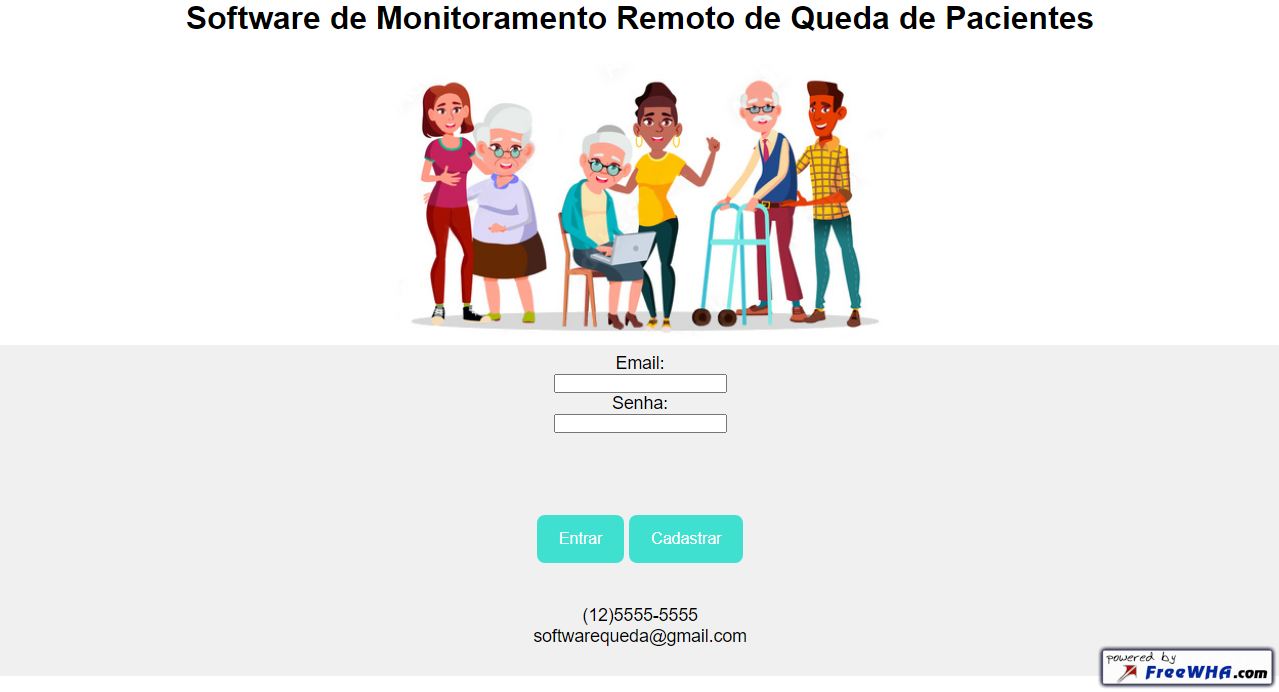 Software de Monitoramento Remoto de Queda de Pacientes
Email:
Senha:
Entrar Cadastrar
(12)5555-5555
softwarequeda@gmail.com
powered by
FreeWHA.com